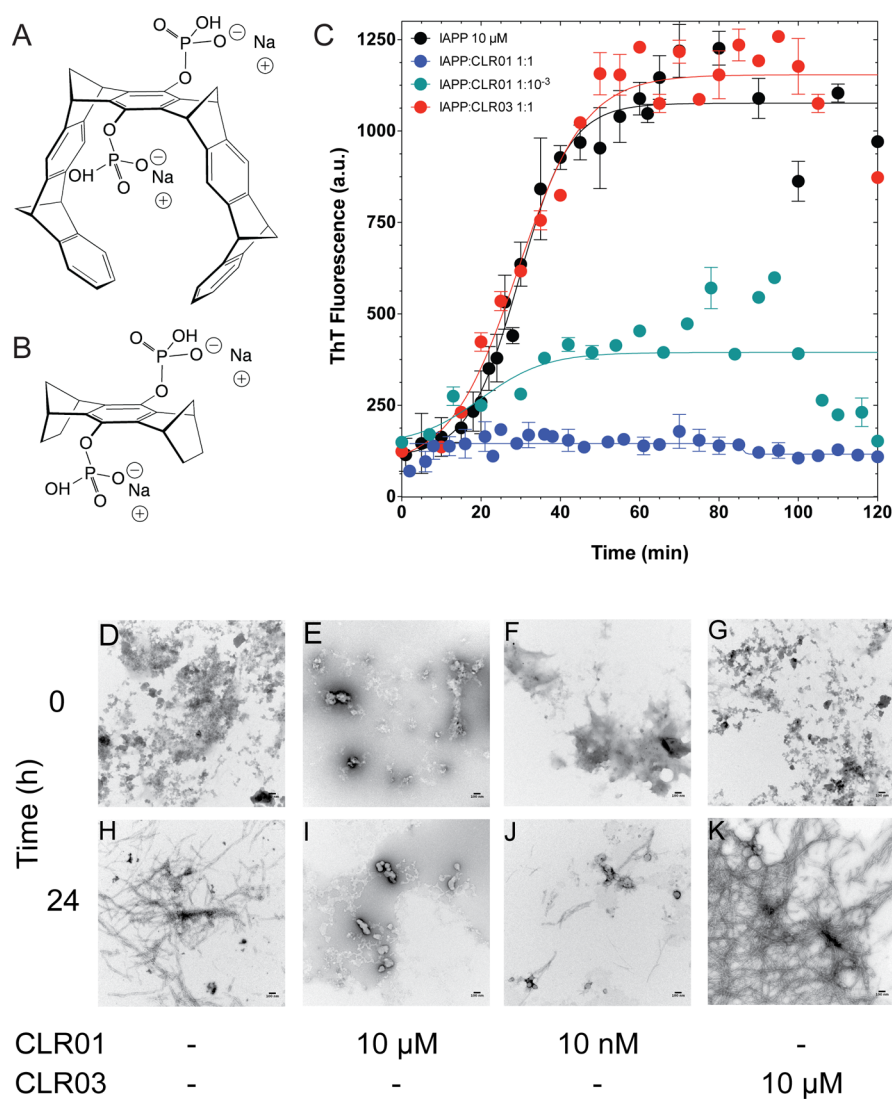 A
OH
P
O
O
⊖
Na
⊕
O
O
P
OH
O
O
⊖
Na
⊕
B
O
OH
P
O
O
⊖
Na
⊕
O
P
OH
O
O
⊖
Na
⊕
C
IAPP 10 µM
IAPP:CLR01 1:1
IAPP:CLR01 1:10⁻³
IAPP:CLR03 1:1
ThT Fluorescence (a.u.)
1250
1000
750
500
250
0
0 20 40 60 80 100 120
Time (min)
D E F G
0
H I J K
24
Time (h)
CLR01 - 10 µM 10 nM -
CLR03 - - - 10 µM